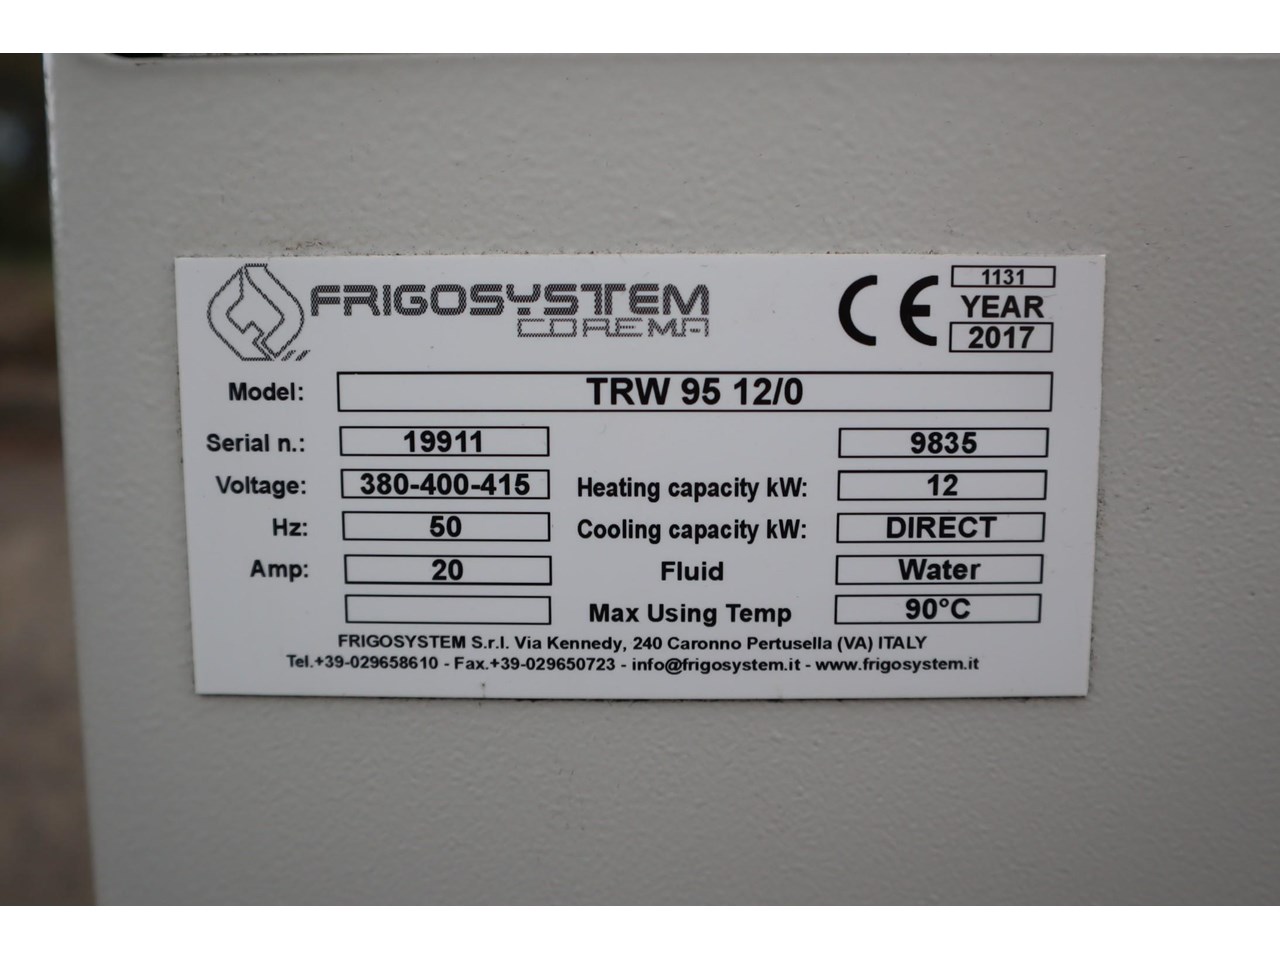 FRIGOSYSTEM
COREMA
CE
1131
YEAR
2017
Model: TRW 95 12/0
Serial n.: 19911 9835
Voltage: 380-400-415 Heating capacity kW: 12
Hz: 50 Cooling capacity kW: DIRECT
Amp: 20 Fluid Water
Max Using Temp 90°C
FRIGOSYSTEM S.r.l. Via Kennedy, 240 Caronno Pertusella (VA) ITALY
Tel.+39-029658610 - Fax.+39-029650723 - info@frigosystem.it - www.frigosystem.it